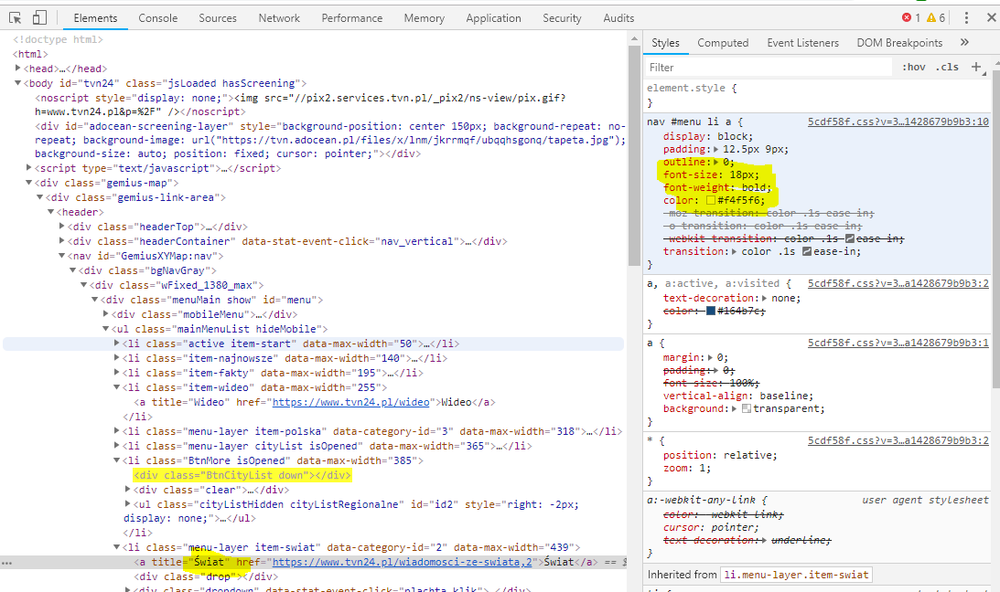 Elements Console Sources Network Performance Memory Application Security Audits 1 6
<!doctype html>
<html>
<head>…</head>
<body id="tvn24" class="jsLoaded hasScreening">
<noscript style="display: none;"><img src="//pix2.services.tvn.pl/_pix2/ns-view/pix.gif?
h=www.tvn24.pl&p=%2F" /></noscript>
<div id="adocean-screening-layer" style="background-position: center 150px; background-repeat: no-
repeat; background-image: url("https://tvn.adocean.pl/files/x/lnm/jkrrmqf/ubqqhsgonq/tapeta.jpg");
background-size: auto; position: fixed; cursor: pointer;"></div>
<script type="text/javascript">…</script>
<div class="gemius-map">
<div class="gemius-link-area">
<header>
<div class="headerTop">…</div>
<div class="headerContainer" data-stat-event-click="nav_vertical">…</div>
<nav id="GemiusXYMap:nav">
<div class="bgNavGray">
<div class="wFixed_1380_max">
<div class="menuMain show" id="menu">
<div class="mobileMenu">…</div>
<ul class="mainMenuList hideMobile">
<li class="active item-start" data-max-width="50">…</li>
<li class="item-najnowsze" data-max-width="140">…</li>
<li class="item-fakty" data-max-width="195">…</li>
<li class="item-wideo" data-max-width="255">
<a title="Wideo" href="https://www.tvn24.pl/wideo">Wideo</a>
</li>
<li class="menu-layer item-polska" data-category-id="3" data-max-width="318">…</li>
<li class="menu-layer cityList isOpened" data-max-width="365">…</li>
<li class="BtnMore isOpened" data-max-width="385">
<div class="BtnCityList down"></div>
<div class="clear">…</div>
<ul class="cityListHidden cityListRegionalne" id="id2" style="right: -2px;
display: none;">…</ul>
</li>
<li class="menu-layer item-swiat" data-category-id="2" data-max-width="439">
… <a title="Świat" href="https://www.tvn24.pl/wiadomosci-ze-swiata,2">Świat</a> ==
<div class="drop"></div>
Styles Computed Event Listeners DOM Breakpoints »
Filter :hov .cls +
element.style {
}
nav #menu li a { 5cdf58f.css?v=3…1428679b9b3:10
display: block;
padding: 12.5px 9px;
outline: 0;
font-size: 18px;
font-weight: bold;
color: #f4f5f6;
-moz-transition: color .1s ease-in;
-o-transition: color .1s ease-in;
-webkit-transition: color .1s ease-in;
transition: color .1s ease-in;
}
a, a:active, a:visited { 5cdf58f.css?v=3…a1428679b9b3:2
text-decoration: none;
color: #164b7c;
}
a { 5cdf58f.css?v=3…a1428679b9b3:1
margin: 0;
padding: 0;
font-size: 100%;
vertical-align: baseline;
background: transparent;
}
* { 5cdf58f.css?v=3…a1428679b9b3:2
position: relative;
zoom: 1;
}
a:-webkit-any-link { user agent stylesheet
color: -webkit-link;
cursor: pointer;
text-decoration: underline;
}
Inherited from li.menu-layer.item-swiat